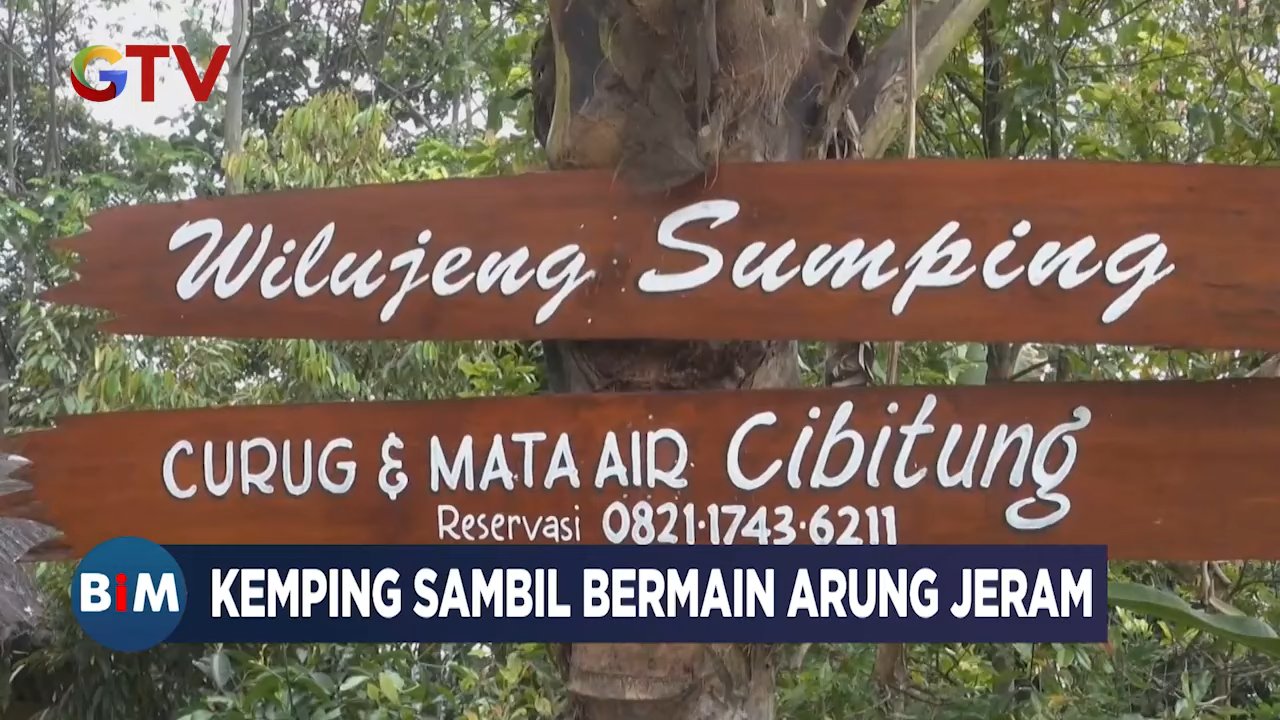 GTV
Wilujeng Sumping
CURUG & MATA AIR Cibitung
Reservasi 0821·1743·6211
BiM
KEMPING SAMBIL BERMAIN ARUNG JERAM